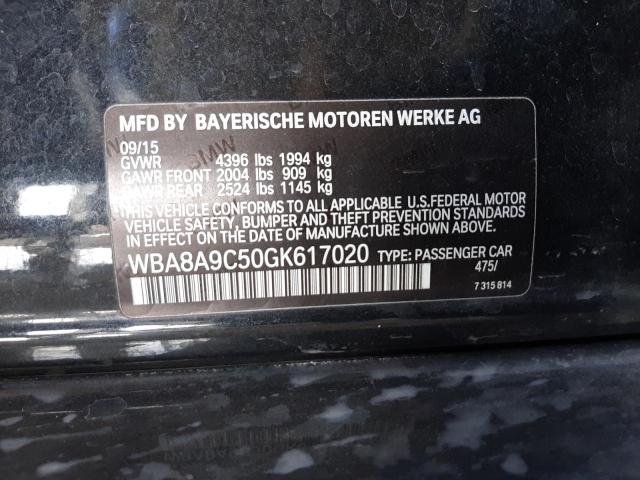 MFD BY BAYERISCHE MOTOREN WERKE AG
09/15
GVWR 4396 lbs 1994 kg
GAWR FRONT 2004 lbs 909 kg
GAWR REAR 2524 lbs 1145 kg
THIS VEHICLE CONFORMS TO ALL APPLICABLE U.S.FEDERAL MOTOR
VEHICLE SAFETY, BUMPER AND THEFT PREVENTION STANDARDS
IN EFFECT ON THE DATE OF MANUFACTURE SHOWN ABOVE.
WBA8A9C50GK617020 TYPE: PASSENGER CAR
475/
7 315 814
BMW